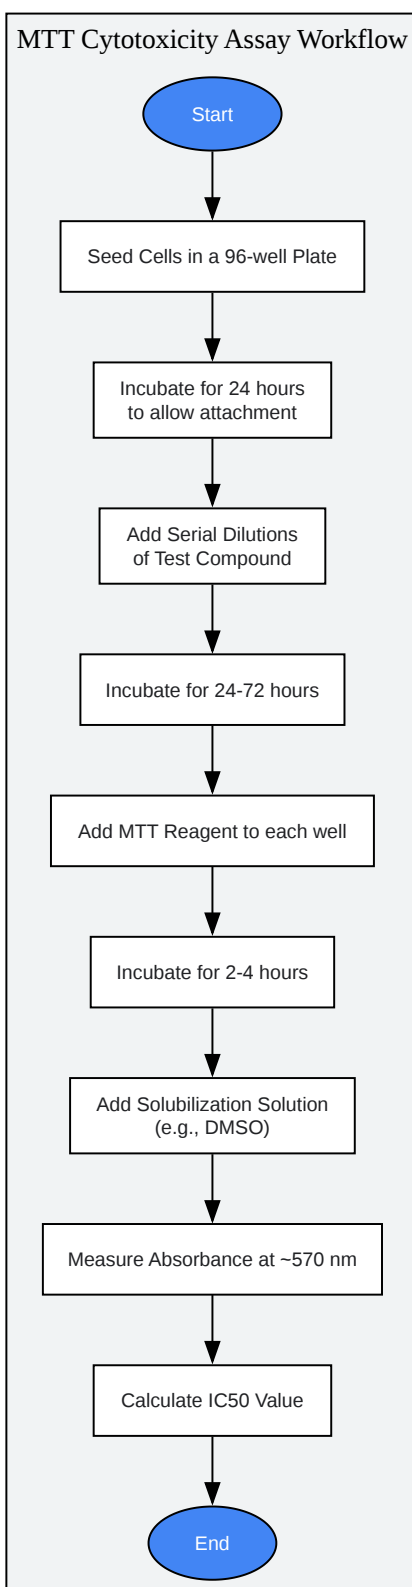 MTT Cytotoxicity Assay Workflow
Start
Seed Cells in a 96-well Plate
Incubate for 24 hours
to allow attachment
Add Serial Dilutions
of Test Compound
Incubate for 24-72 hours
Add MTT Reagent to each well
Incubate for 2-4 hours
Add Solubilization Solution
(e.g., DMSO)
Measure Absorbance at ~570 nm
Calculate IC50 Value
End